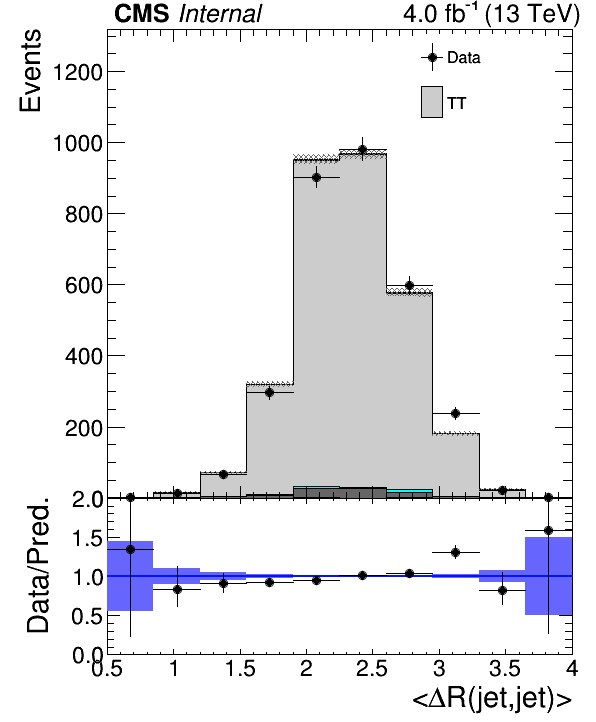 CMS Internal 4.0 fb⁻¹ (13 TeV)
Events
1200
1000
800
600
400
200
Data
TT
Data/Pred.
2.0
1.5
1.0
0.5
0.0
0.5 1 1.5 2 2.5 3 3.5 4
<ΔR(jet,jet)>